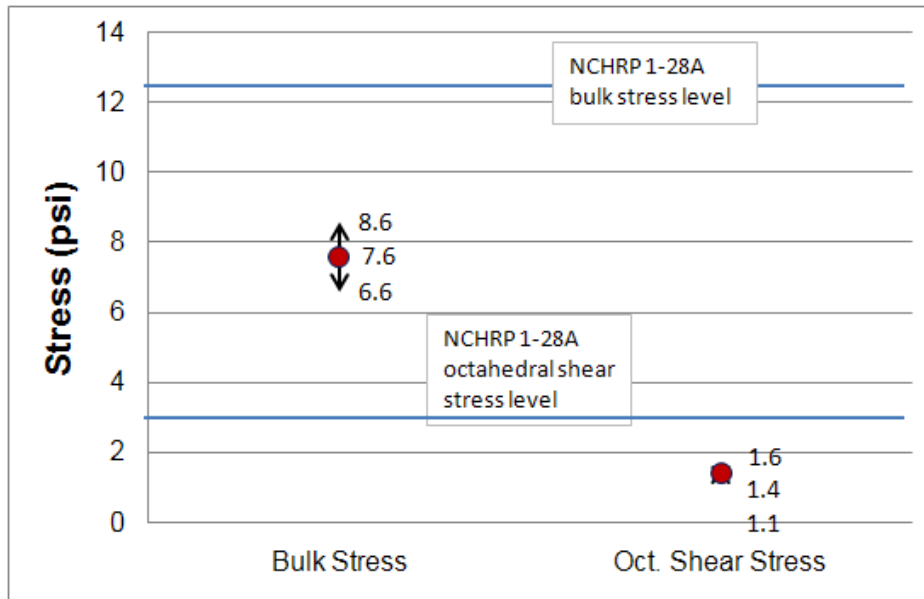 14
NCHRP 1-28A
bulk stress level
12
10
8.6
8
7.6
6.6
6
NCHRP 1-28A
octahedral shear
stress level
4
2
1.6
1.4
1.1
0
Stress (psi)
Bulk Stress
Oct. Shear Stress